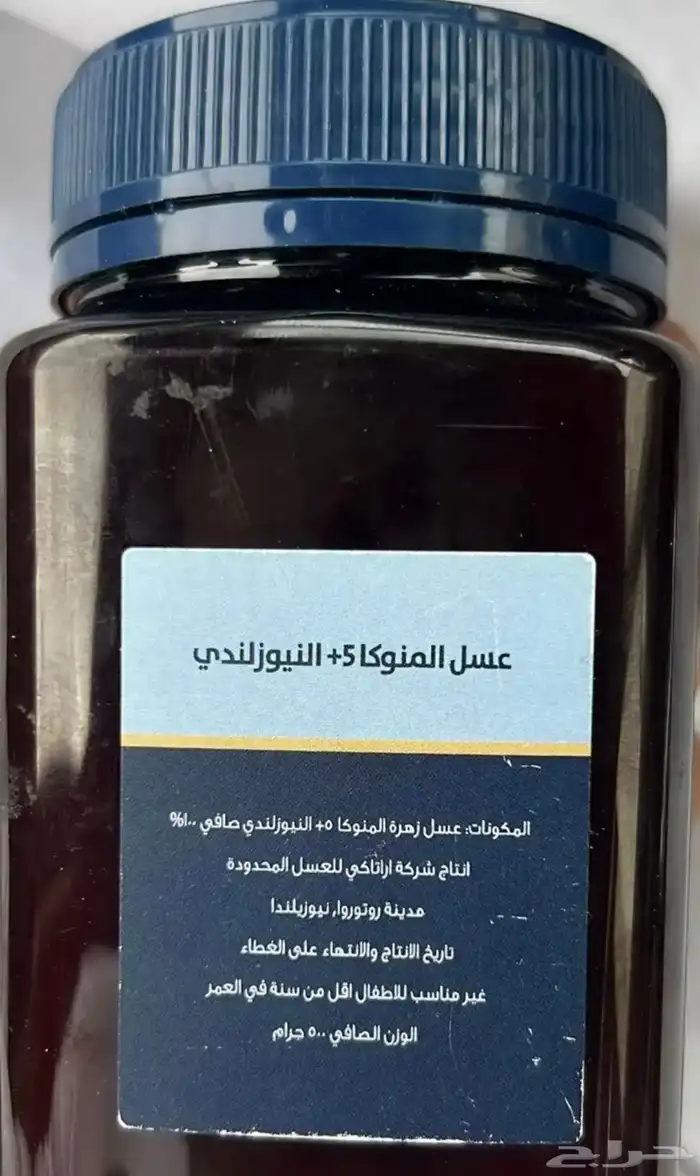 عسل المنوكا 5+ النيوزلندي
المكونات: عسل زهرة المنوكا ٥+ النيوزلندي صافي ١٠٠%
انتاج شركة اراتاكي للعسل المحدودة
مدينة روتوروا, نيوزيلندا
تاريخ الانتاج والانتهاء على الغطاء
غير مناسب للاطفال اقل من سنة في العمر
الوزن الصافي ٥٠٠ جرام
حراج